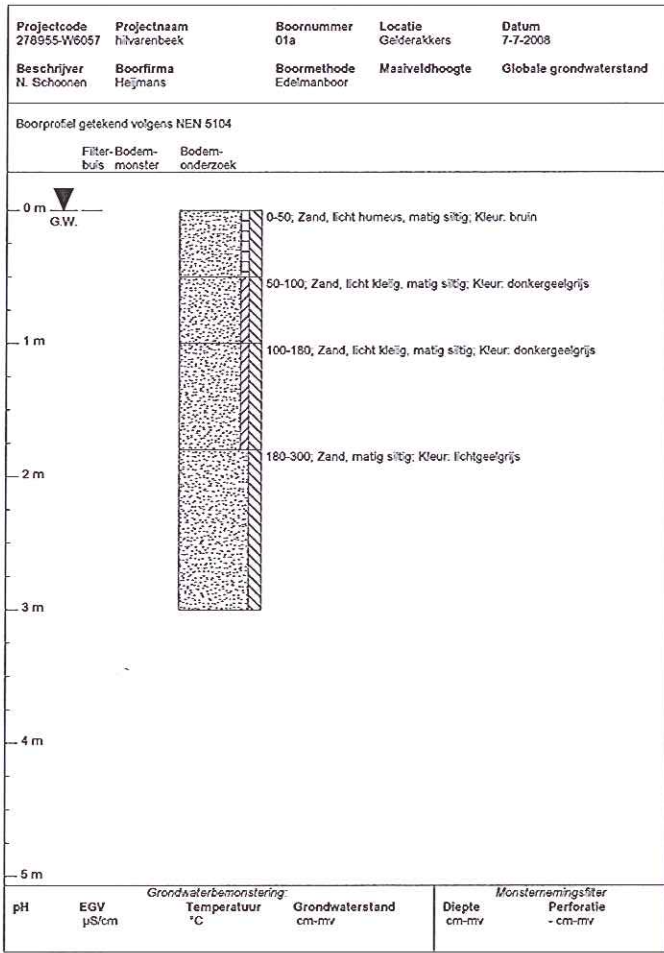 Projectcode Projectnaam Boornummer Locatie Datum
278955-W6057 hilvarenbeek 01a Gelderakkers 7-7-2008
Beschrijver Boorfirma Boormethode Maaiveldhoogte Globale grondwaterstand
N. Schoonen Heijmans Edelmanboor
Boorprofiel getekend volgens NEN 5104
Filter- Bodem- Bodem-
buis monster onderzoek
0 m
G.W.
0-50; Zand, licht humeus, matig siltig; Kleur: bruin
50-100; Zand, licht kleiig, matig siltig; Kleur: donkergeelgrijs
1 m
100-180; Zand, licht kleiig, matig siltig; Kleur: donkergeelgrijs
180-300; Zand, matig siltig; Kleur: lichtgeelgrijs
2 m
3 m
4 m
5 m
Grondwaterbemonstering: Monsternemingsfilter
pH EGV Temperatuur Grondwaterstand Diepte Perforatie
µS/cm °C cm-mv cm-mv - cm-mv